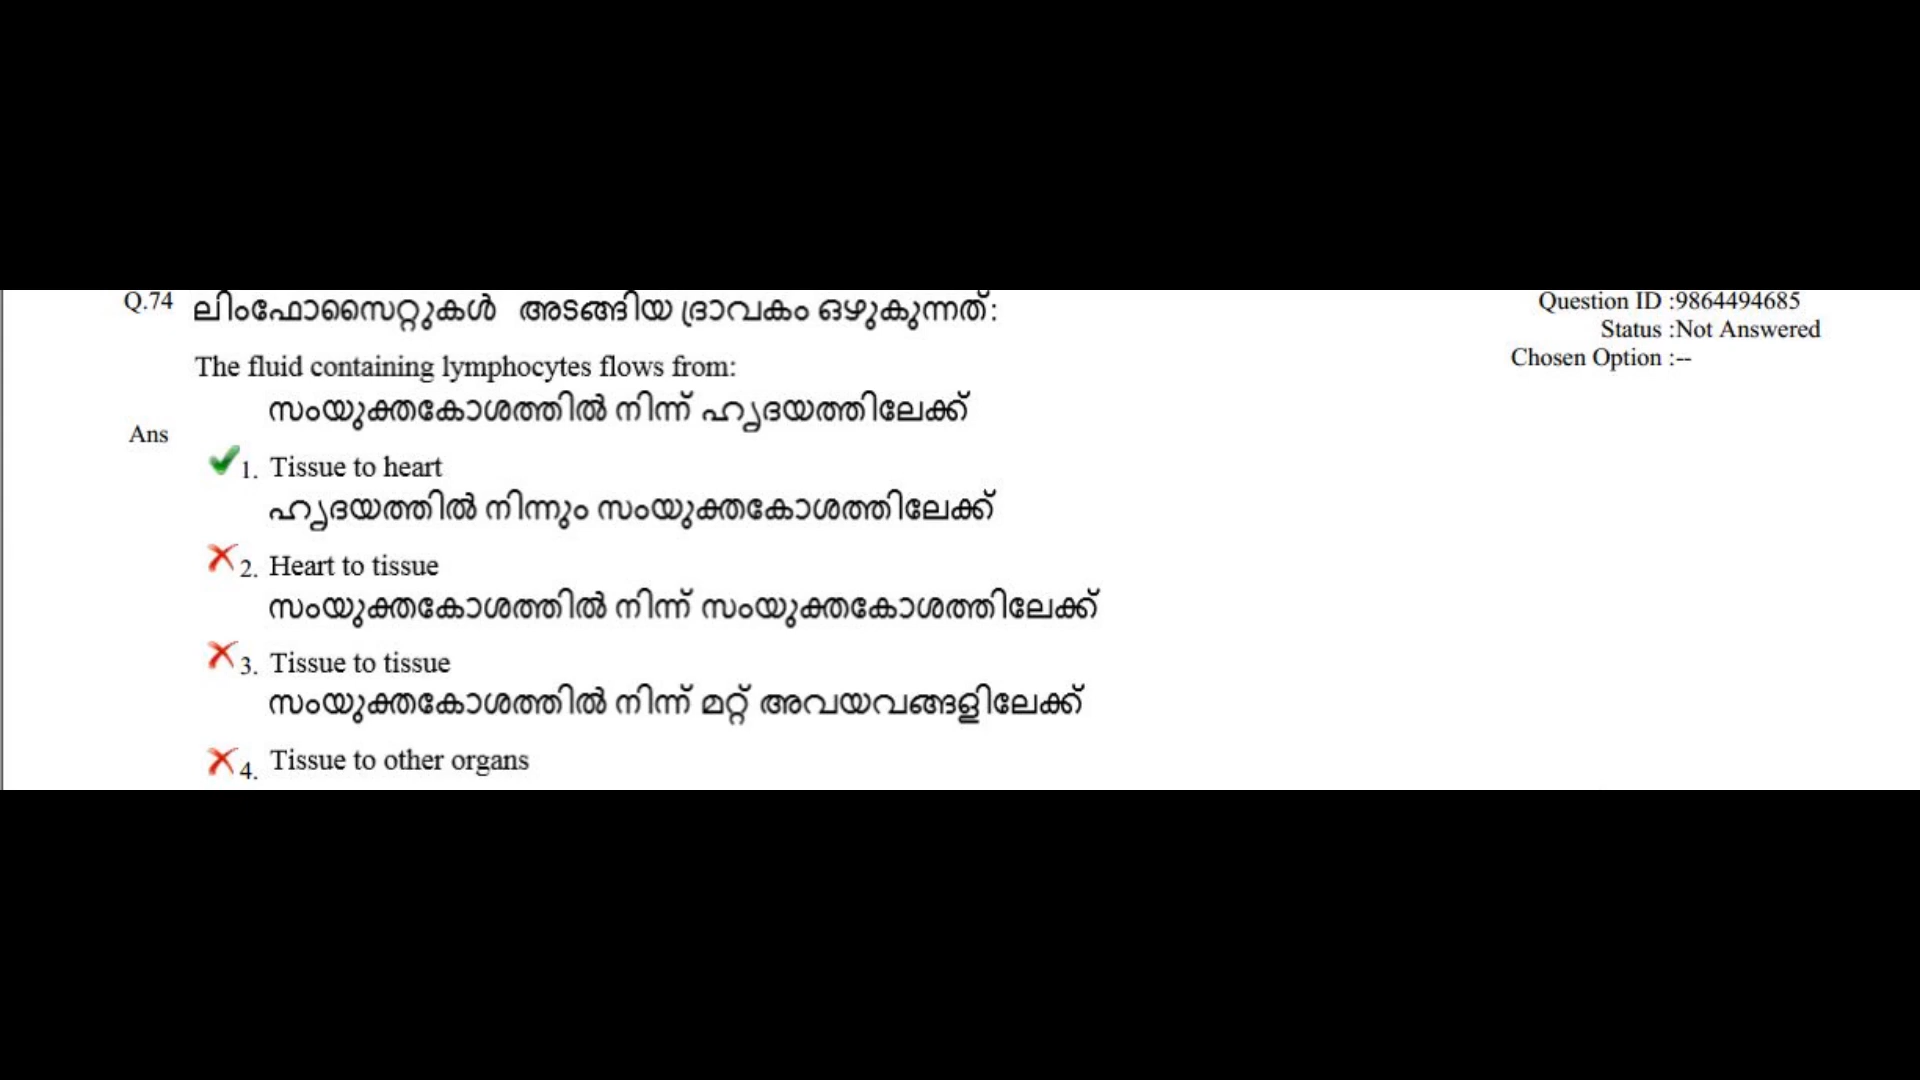 Q.74 ലിംഫോസൈറ്റുകൾ അടങ്ങിയ ദ്രാവകം ഒഴുകുന്നത്:
Question ID :9864494685
Status :Not Answered
Chosen Option :--
The fluid containing lymphocytes flows from:
സംയുക്തകോശത്തിൽ നിന്ന് ഹൃദയത്തിലേക്ക്
Ans
1. Tissue to heart
ഹൃദയത്തിൽ നിന്നും സംയുക്തകോശത്തിലേക്ക്
2. Heart to tissue
സംയുക്തകോശത്തിൽ നിന്ന് സംയുക്തകോശത്തിലേക്ക്
3. Tissue to tissue
സംയുക്തകോശത്തിൽ നിന്ന് മറ്റ് അവയവങ്ങളിലേക്ക്
4. Tissue to other organs